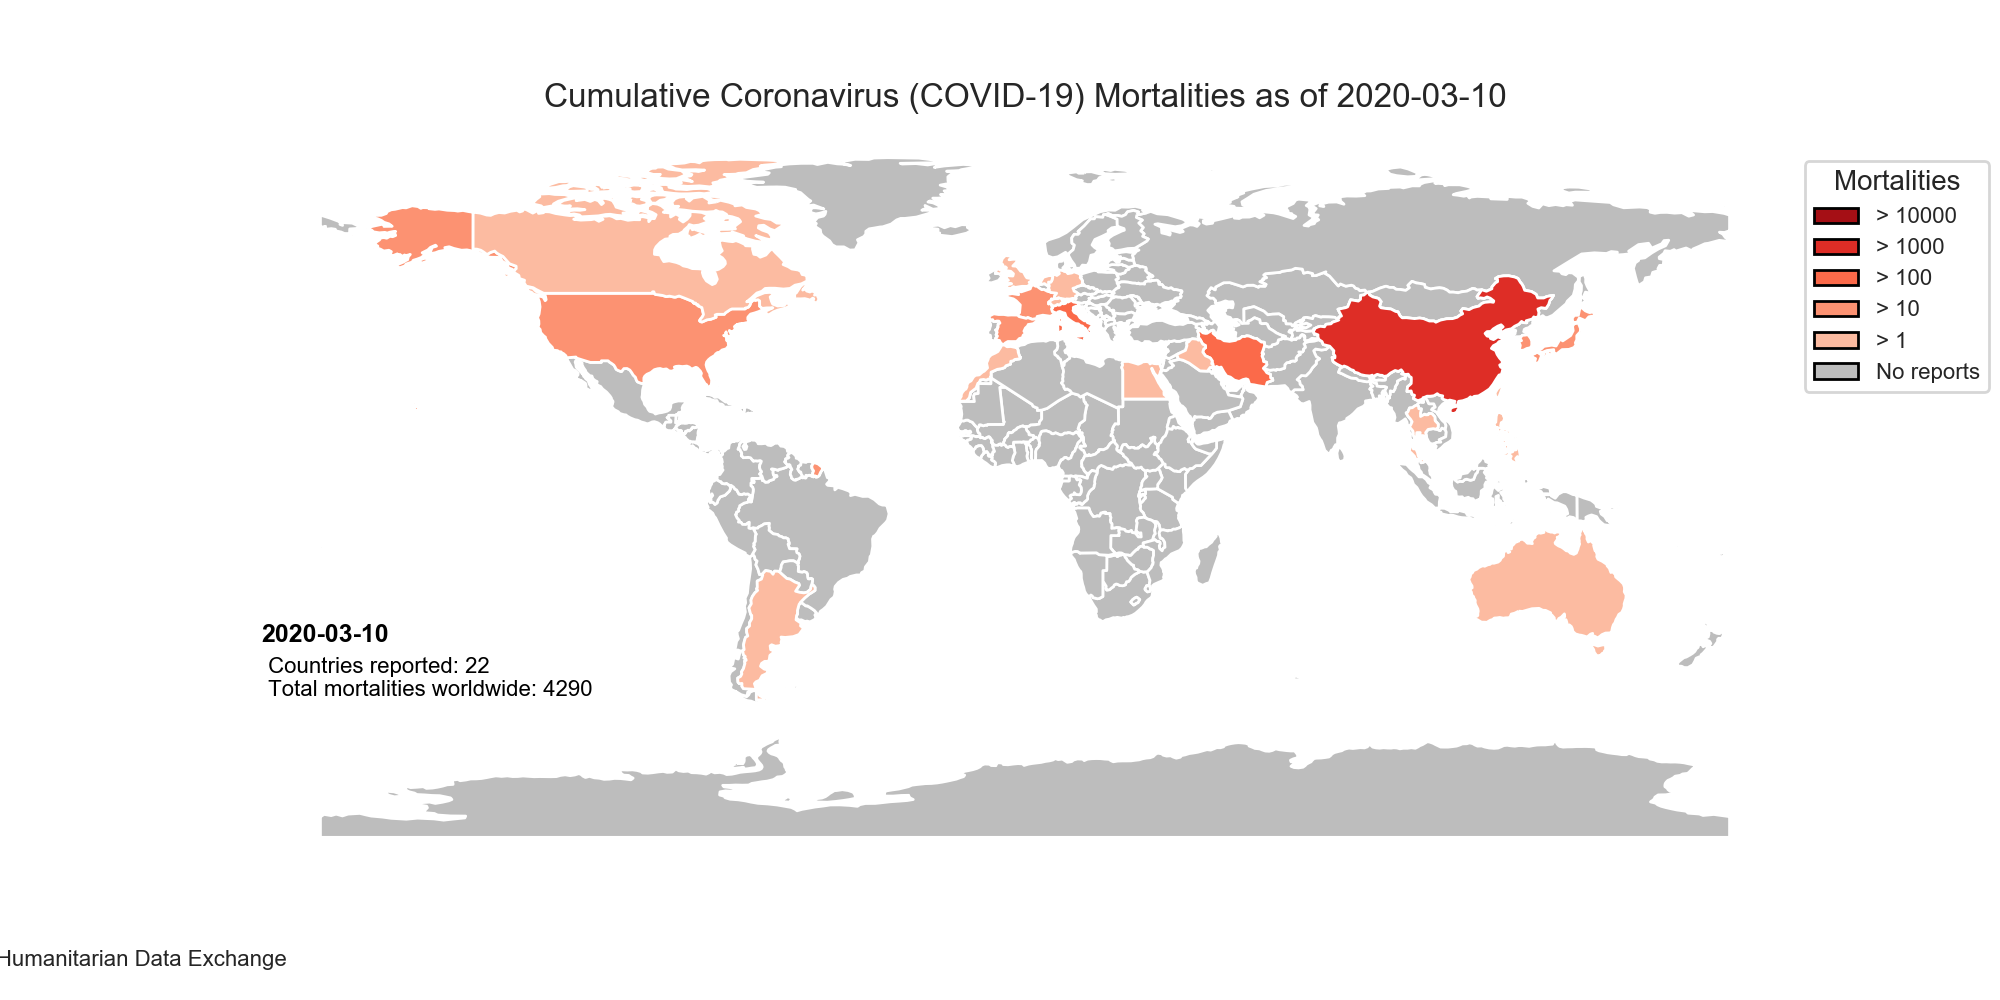 Cumulative Coronavirus (COVID-19) Mortalities as of 2020-03-10
Mortalities
> 10000
> 1000
> 100
> 10
> 1
No reports
2020-03-10
Countries reported: 22
Total mortalities worldwide: 4290
Humanitarian Data Exchange